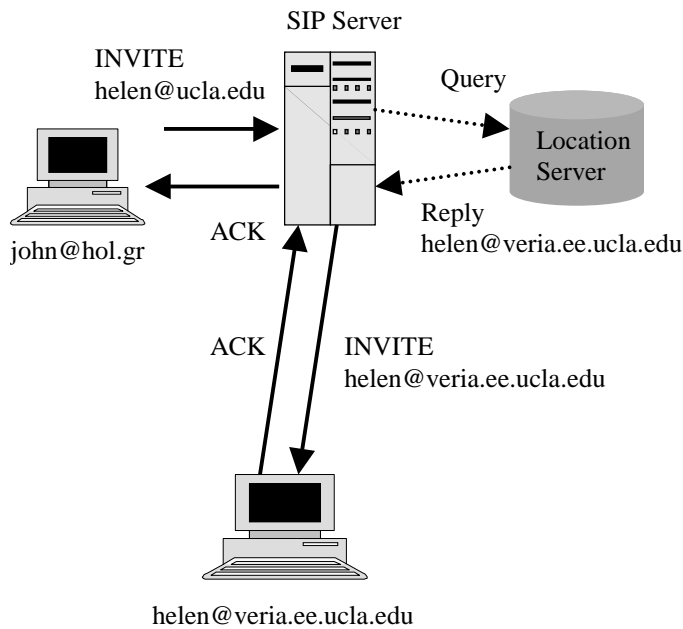 SIP Server
INVITE
helen@ucla.edu
Query
Location
Server
john@hol.gr
ACK
Reply
helen@veria.ee.ucla.edu
ACK
INVITE
helen@veria.ee.ucla.edu
helen@veria.ee.ucla.edu